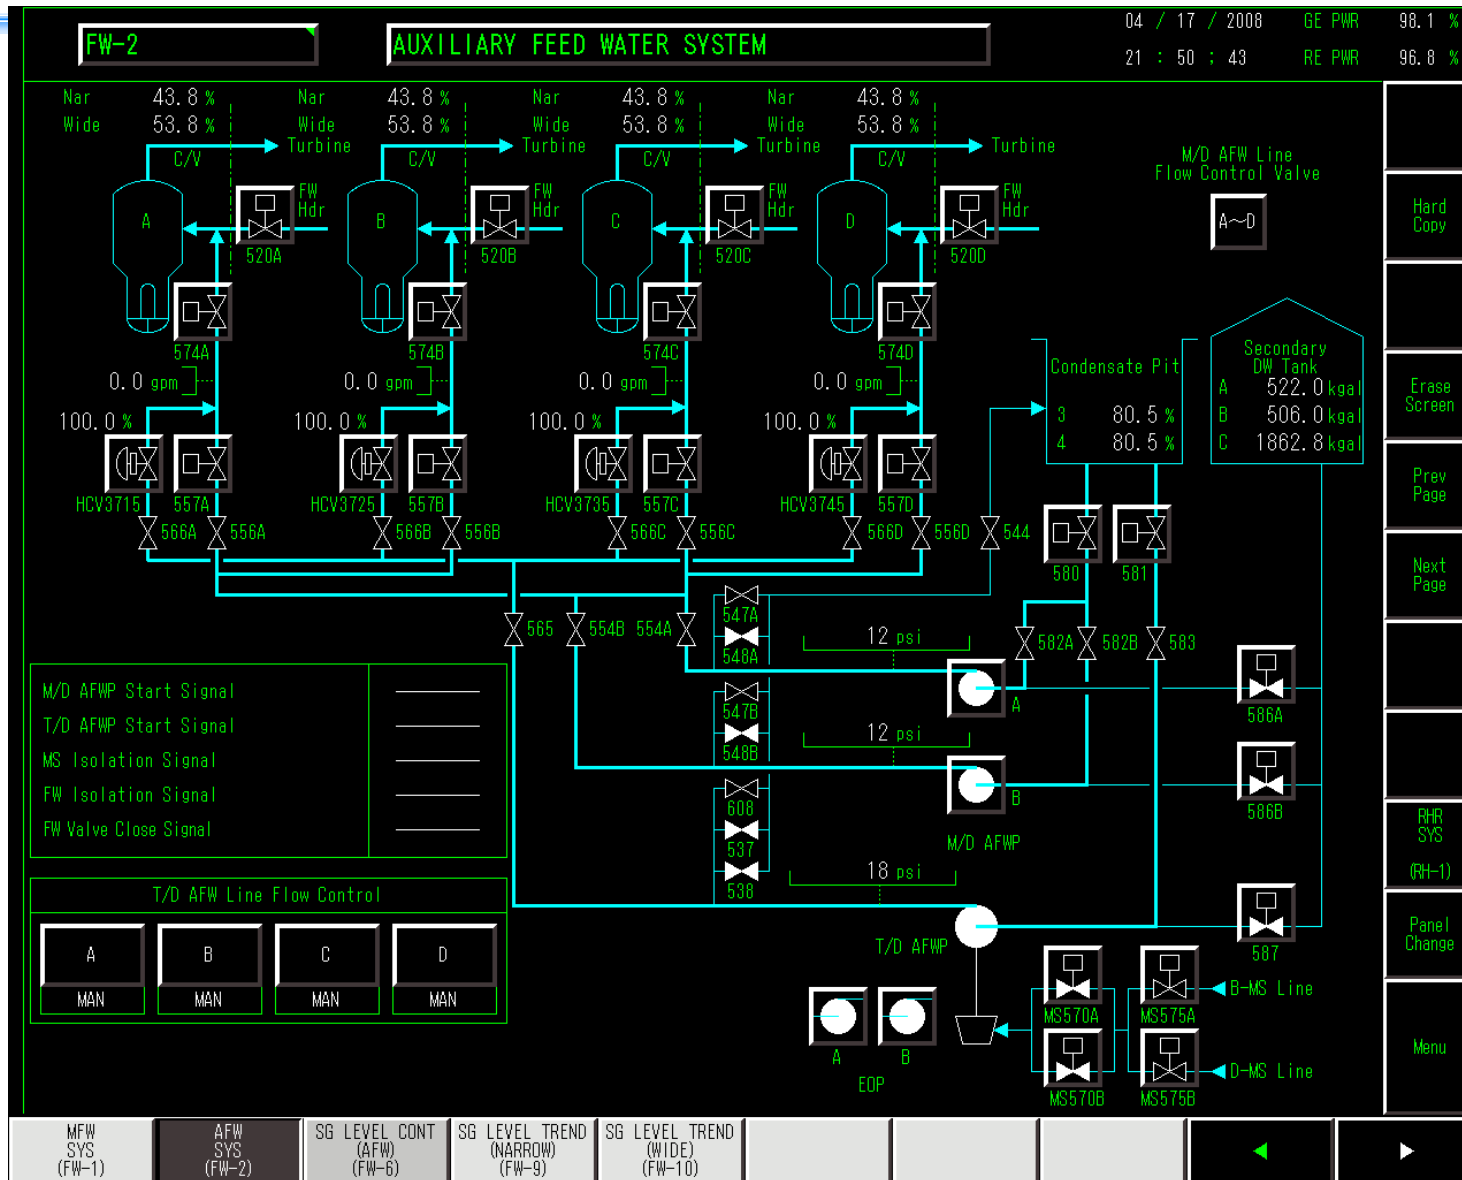 FW-2
AUXILIARY FEED WATER SYSTEM
04 / 17 / 2008 GE PWR 98.1 %
21 : 50 ; 43 RE PWR 96.8 %
Nar 43.8 % Nar 43.8 % Nar 43.8 % Nar 43.8 %
Wide 53.8 % Wide 53.8 % Wide 53.8 % Wide 53.8 %
Turbine Turbine Turbine Turbine
C/V C/V C/V C/V
M/D AFW Line
Flow Control Valve
A~D
FW FW FW FW
Hdr Hdr Hdr Hdr
A B C D
520A 520B 520C 520D
574A 574B 574C 574D
0.0 gpm 0.0 gpm 0.0 gpm 0.0 gpm
100.0 % 100.0 % 100.0 % 100.0 %
HCV3715 557A HCV3725 557B HCV3735 557C HCV3745 557D
566A 556A 566B 556B 566C 556C 566D 556D 544
Condensate Pit
3 80.5 %
4 80.5 %
Secondary
DW Tank
A 522.0 kgal
B 506.0 kgal
C 1862.8 kgal
580 581
565 554B 554A
547A
548A
12 psi
582A 582B 583
A
586A
547B
548B
12 psi
B
586B
608
537
538
M/D AFWP
18 psi
T/D AFWP
587
M/D AFWP Start Signal
T/D AFWP Start Signal
MS Isolation Signal
FW Isolation Signal
FW Valve Close Signal
T/D AFW Line Flow Control
A B C D
MAN MAN MAN MAN
A B
EOP
MS570A MS575A
B-MS Line
MS570B MS575B
D-MS Line
Hard
Copy
Erase
Screen
Prev
Page
Next
Page
RHR
SYS
(RH-1)
Panel
Change
Menu
MFW
SYS
(FW-1)
AFW
SYS
(FW-2)
SG LEVEL CONT
(AFW)
(FW-6)
SG LEVEL TREND
(NARROW)
(FW-9)
SG LEVEL TREND
(WIDE)
(FW-10)